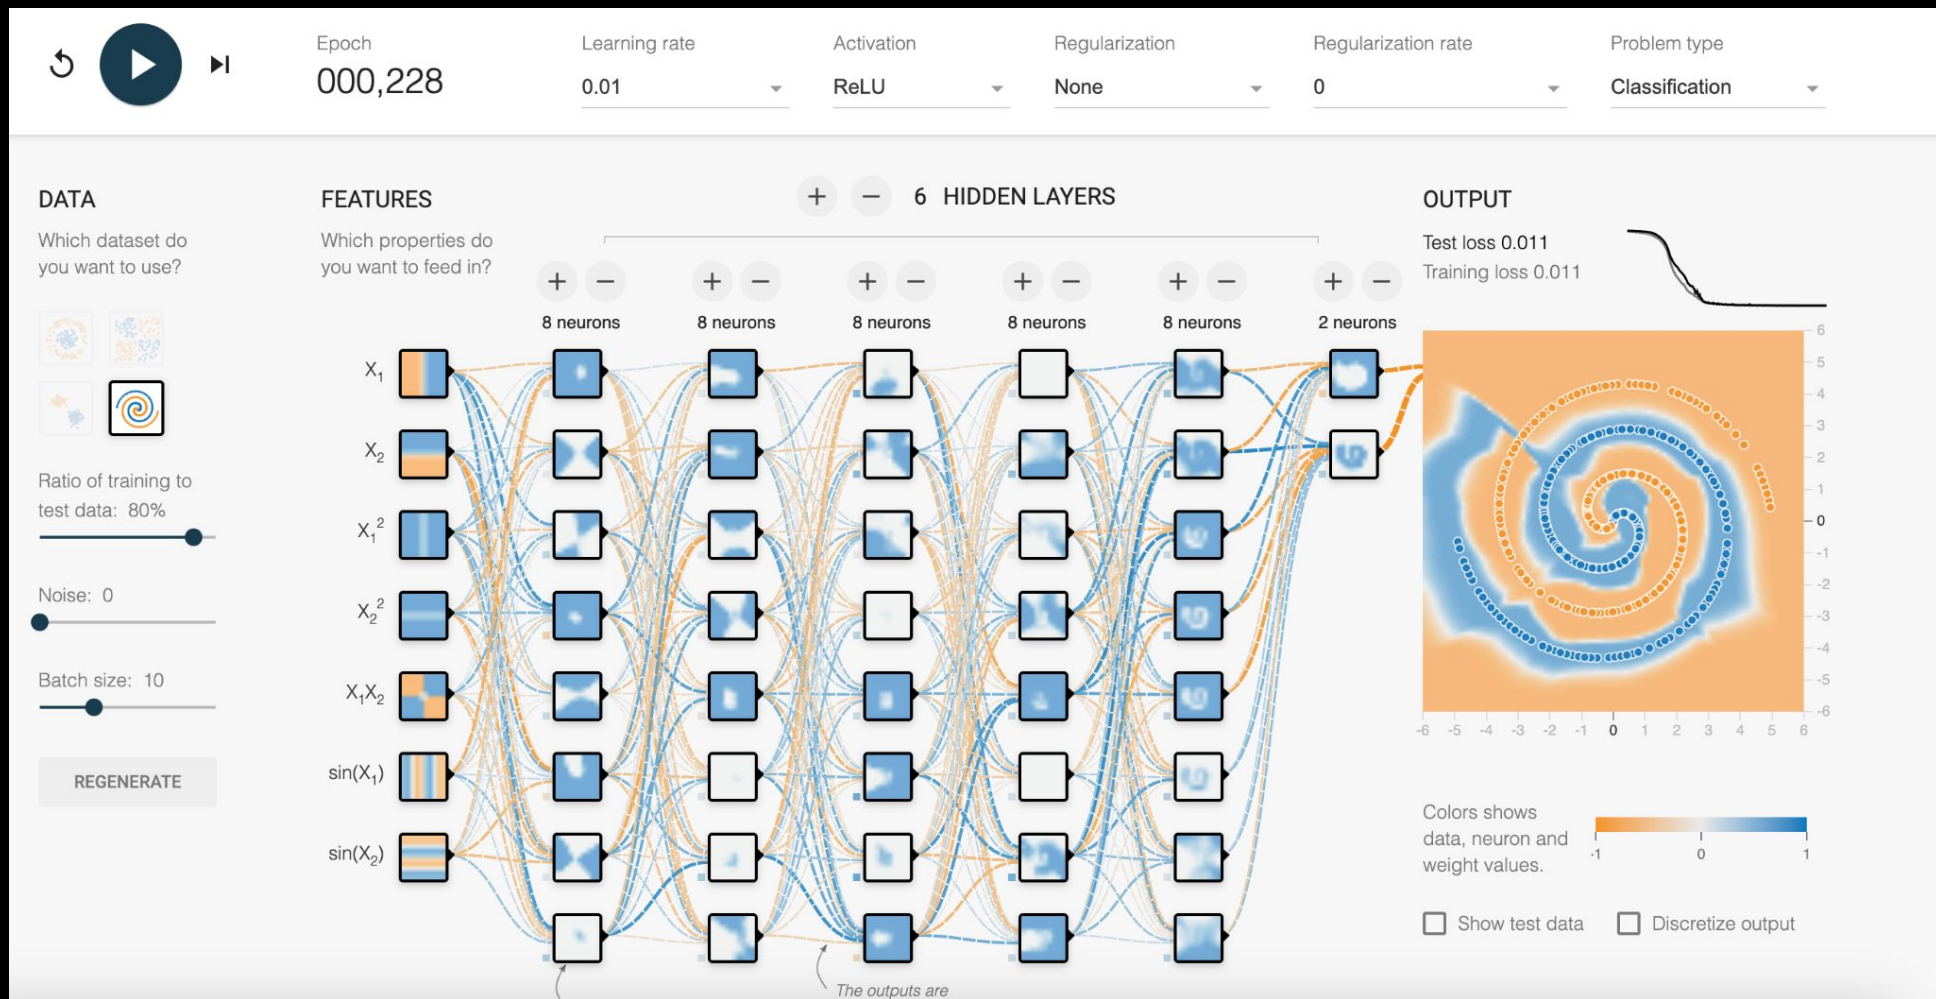 Epoch
000,228
Learning rate
0.01
Activation
ReLU
Regularization
None
Regularization rate
0
Problem type
Classification
DATA
Which dataset do
you want to use?
Ratio of training to
test data: 80%
Noise: 0
Batch size: 10
REGENERATE
FEATURES
Which properties do
you want to feed in?
X₁
X₂
X₁²
X₂²
X₁X₂
sin(X₁)
sin(X₂)
+ − 6 HIDDEN LAYERS
+ − + − + − + − + − + −
8 neurons 8 neurons 8 neurons 8 neurons 8 neurons 2 neurons
The outputs are
OUTPUT
Test loss 0.011
Training loss 0.011
6
5
4
3
2
1
0
-1
-2
-3
-4
-5
-6
-6 -5 -4 -3 -2 -1 0 1 2 3 4 5 6
Colors shows
data, neuron and
weight values.
-1 0 1
Show test data
Discretize output